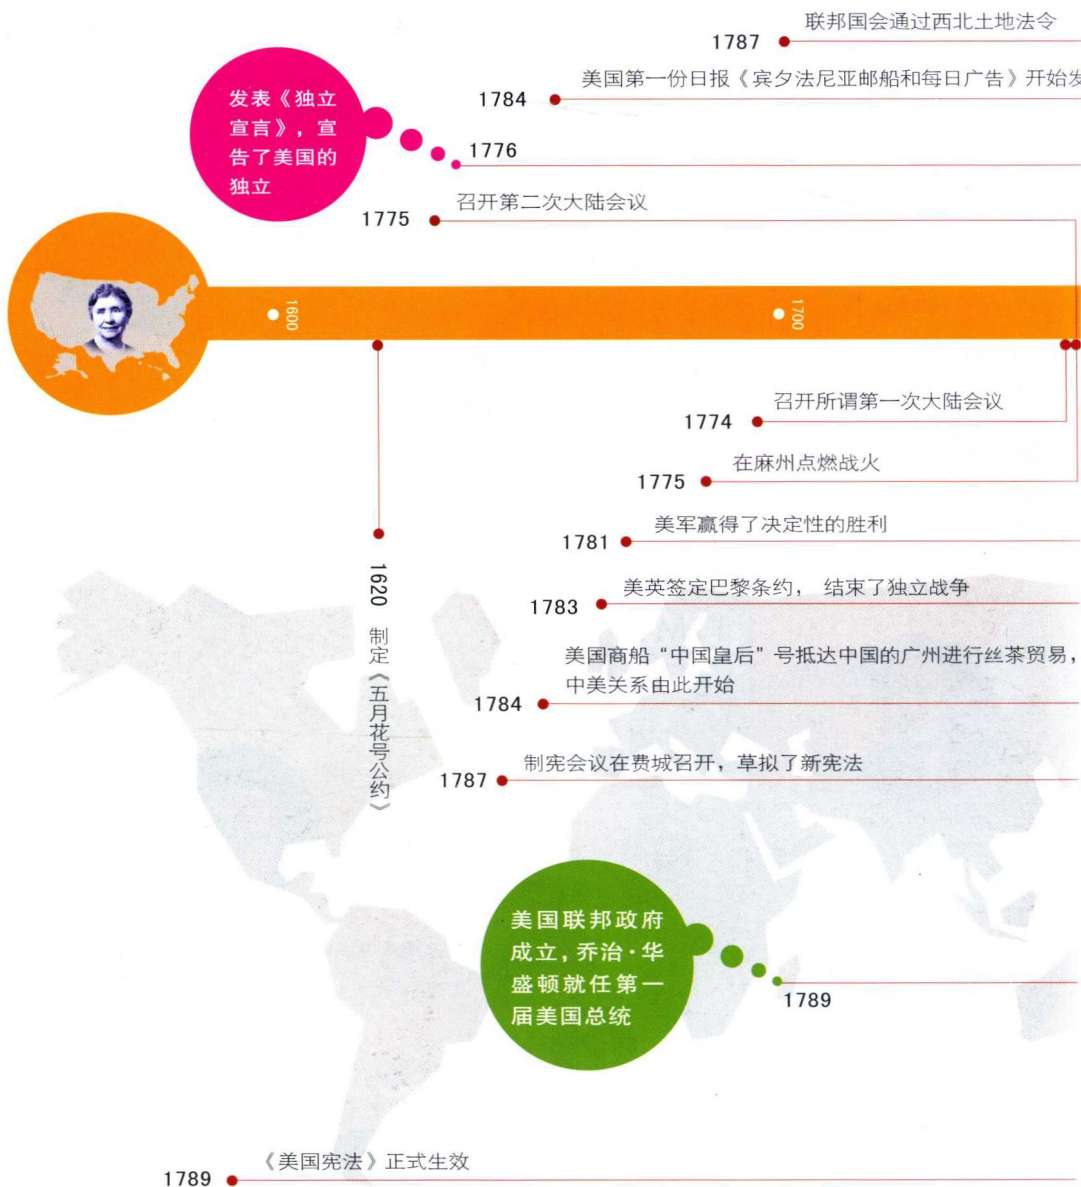 联邦国会通过西北土地法令
1787
美国第一份日报《宾夕法尼亚邮船和每日广告》开始发
1784
发表《独立
宣言》，宣
告了美国的
独立
1776
召开第二次大陆会议
1775
1600
1700
召开所谓第一次大陆会议
1774
在麻州点燃战火
1775
美军赢得了决定性的胜利
1781
1620 制定《五月花号公约》
美英签定巴黎条约， 结束了独立战争
1783
美国商船“中国皇后”号抵达中国的广州进行丝茶贸易，
中美关系由此开始
1784
制宪会议在费城召开，草拟了新宪法
1787
美国联邦政府
成立，乔治·华
盛顿就任第一
届美国总统
1789
《美国宪法》正式生效
1789